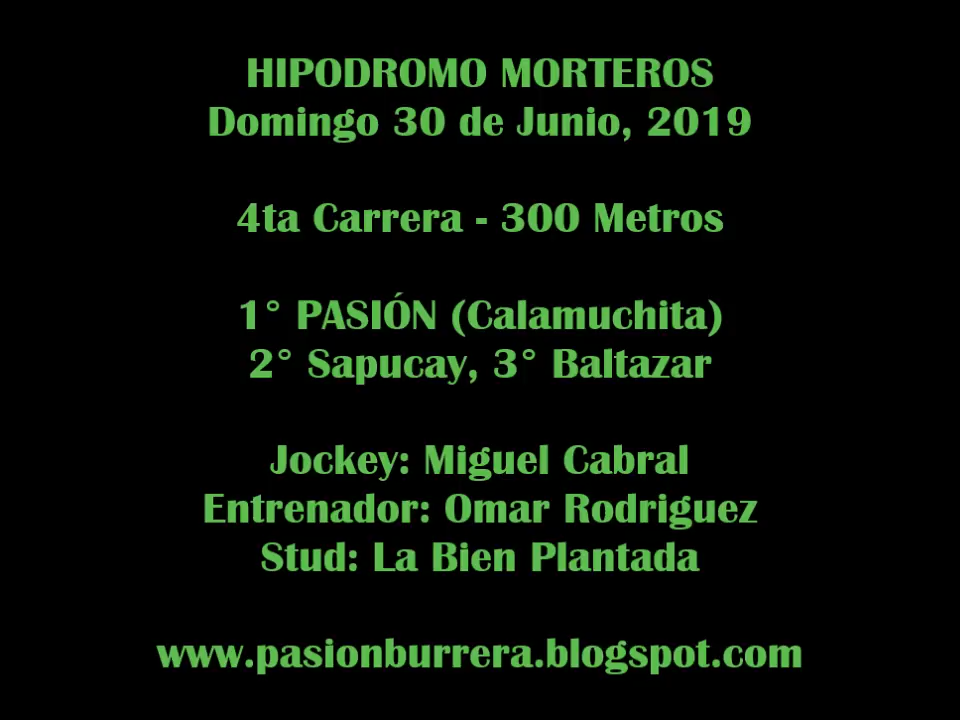 HIPODROMO MORTEROS
Domingo 30 de Junio, 2019
4ta Carrera - 300 Metros
1° PASIÓN (Calamuchita)
2° Sapucay, 3° Baltazar
Jockey: Miguel Cabral
Entrenador: Omar Rodriguez
Stud: La Bien Plantada
www.pasionburrera.blogspot.com